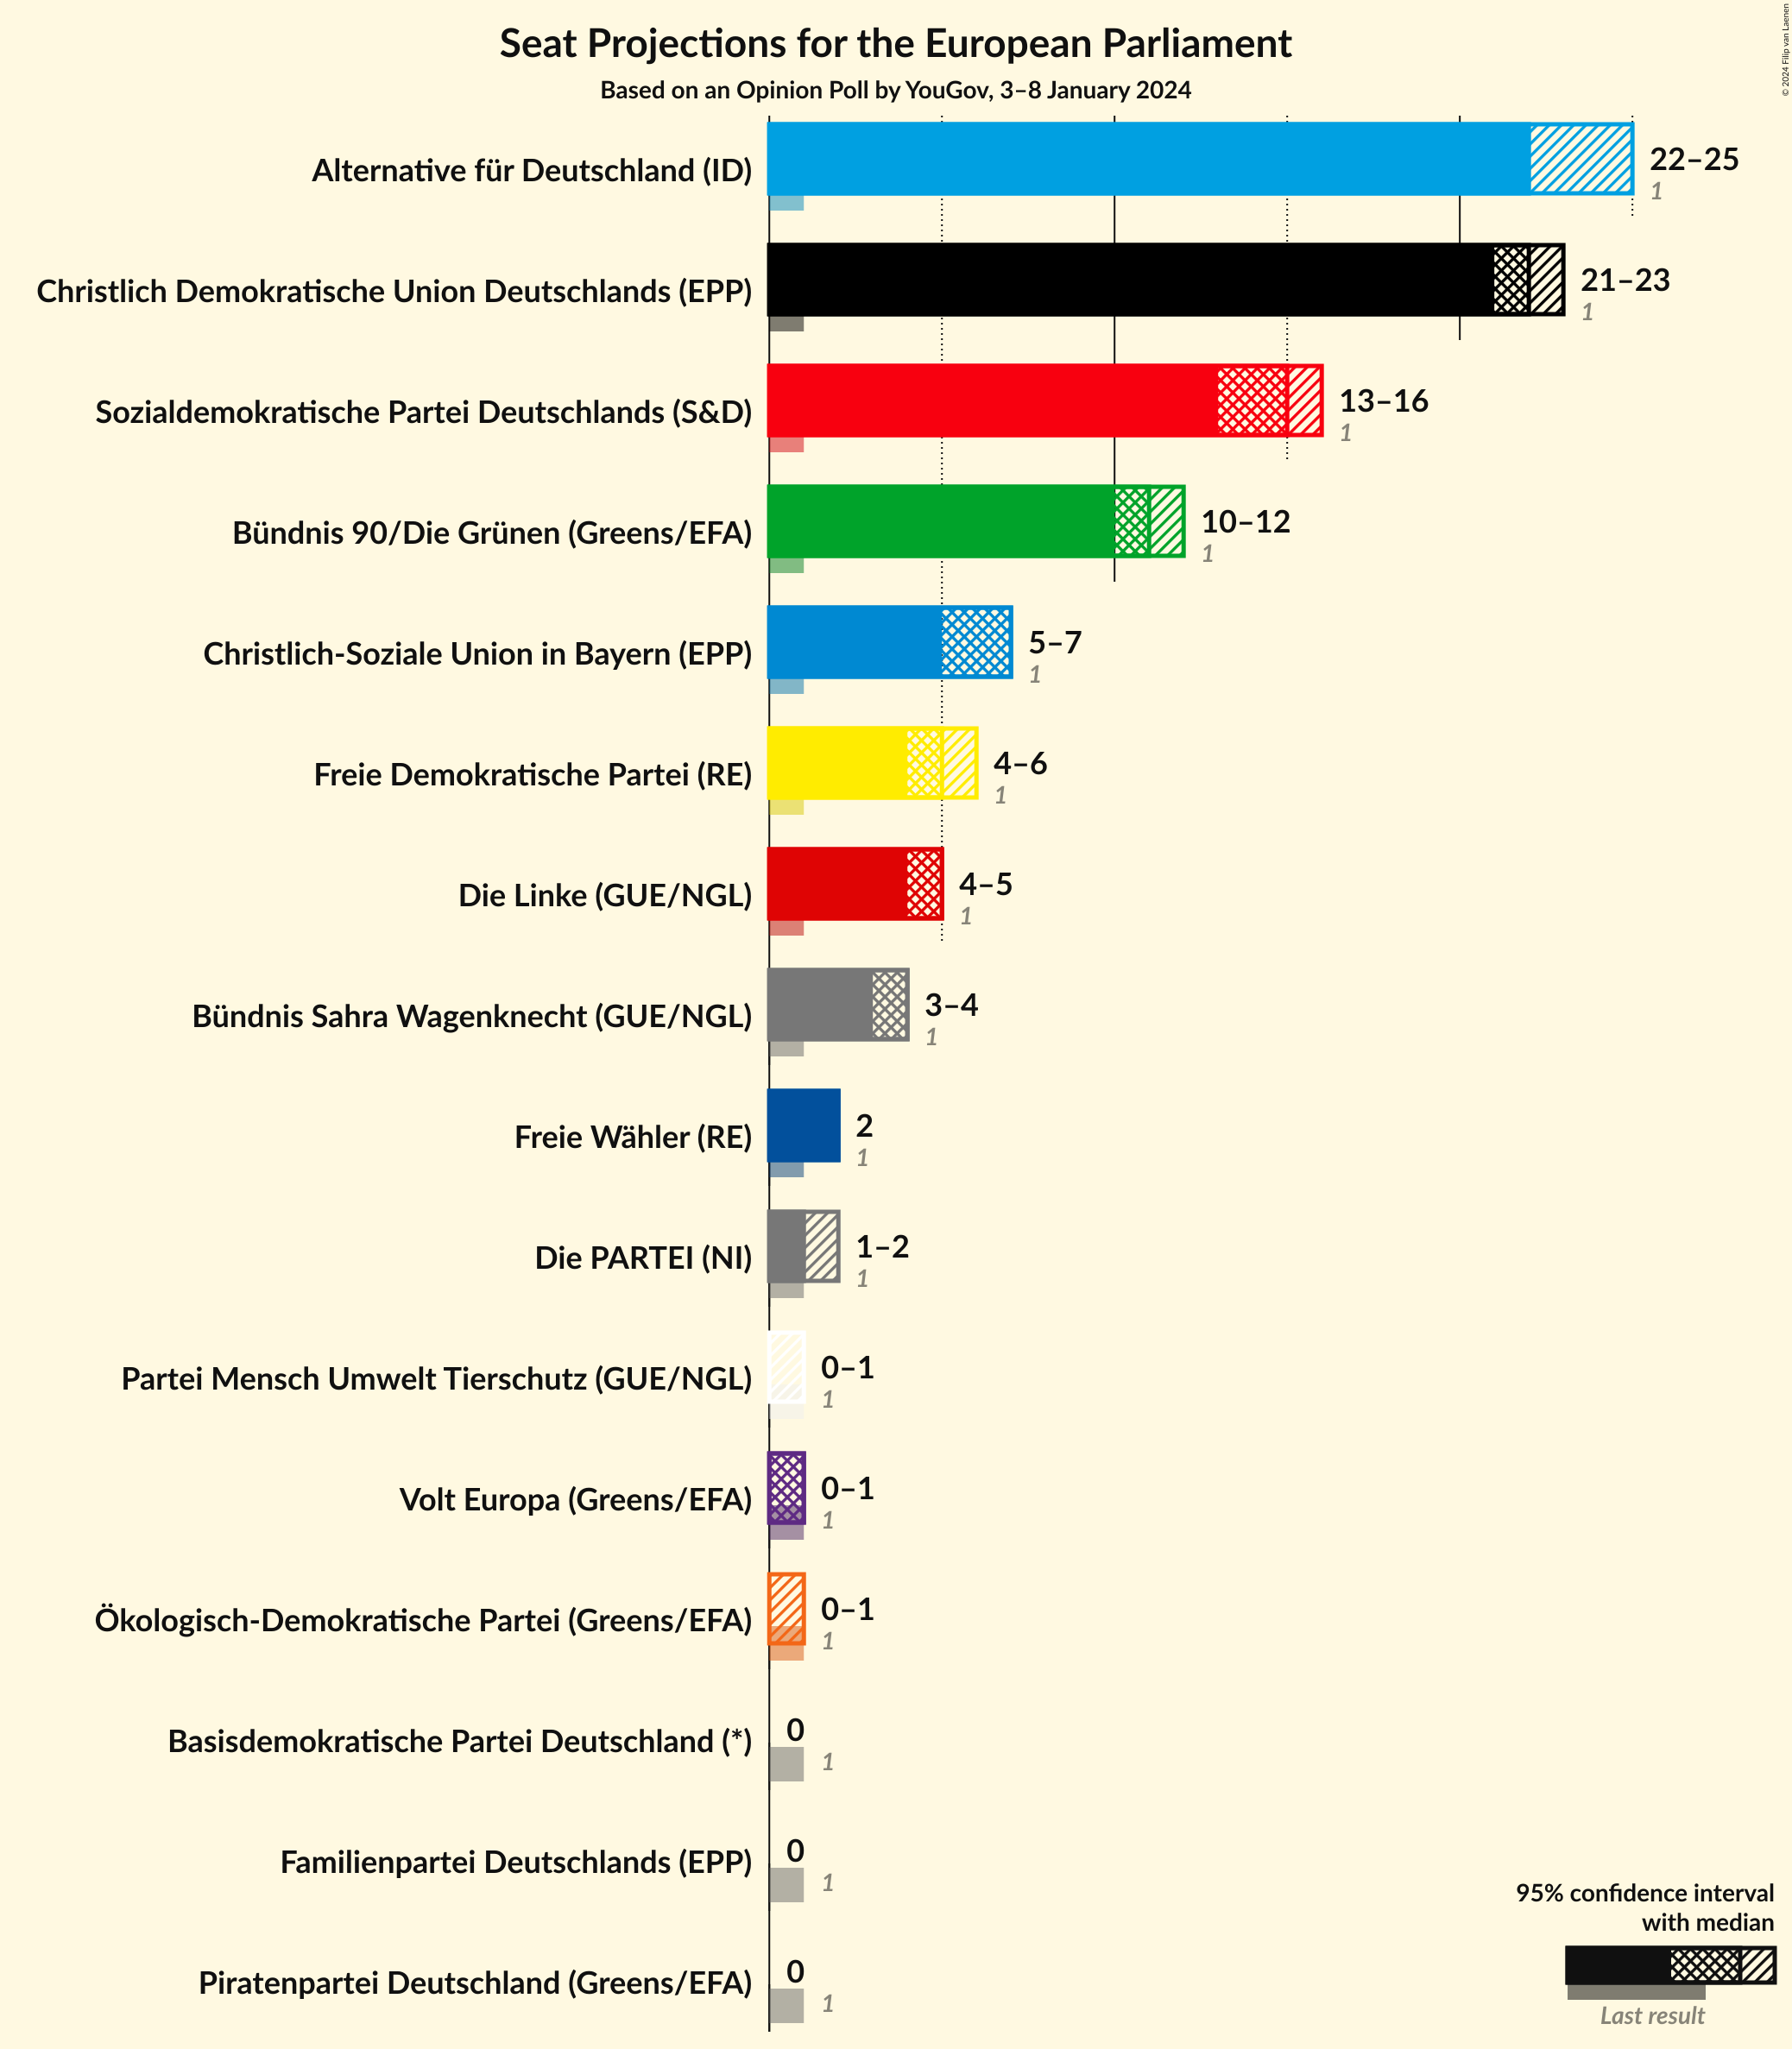 Seat Projections for the European Parliament
Based on an Opinion Poll by YouGov, 3–8 January 2024
© 2024 Filip van Laenen
Alternative für Deutschland (ID)
22–25
1
Christlich Demokratische Union Deutschlands (EPP)
21–23
1
Sozialdemokratische Partei Deutschlands (S&D)
13–16
1
Bündnis 90/Die Grünen (Greens/EFA)
10–12
1
Christlich-Soziale Union in Bayern (EPP)
5–7
1
Freie Demokratische Partei (RE)
4–6
1
Die Linke (GUE/NGL)
4–5
1
Bündnis Sahra Wagenknecht (GUE/NGL)
3–4
1
Freie Wähler (RE)
2
1
Die PARTEI (NI)
1–2
1
Partei Mensch Umwelt Tierschutz (GUE/NGL)
0–1
1
Volt Europa (Greens/EFA)
0–1
1
Ökologisch-Demokratische Partei (Greens/EFA)
0–1
1
Basisdemokratische Partei Deutschland (*)
0
1
Familienpartei Deutschlands (EPP)
0
1
Piratenpartei Deutschland (Greens/EFA)
0
1
95% confidence interval
with median
Last result